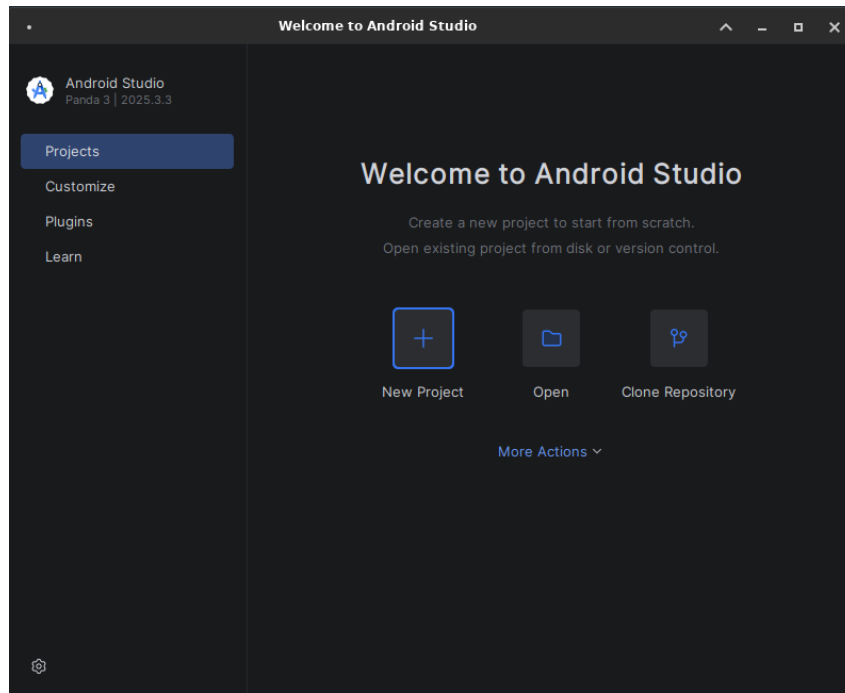 Welcome to Android Studio
Android Studio
Panda 3 | 2025.3.3
Projects
Customize
Plugins
Learn
Welcome to Android Studio
Create a new project to start from scratch.
Open existing project from disk or version control.
New Project
Open
Clone Repository
More Actions